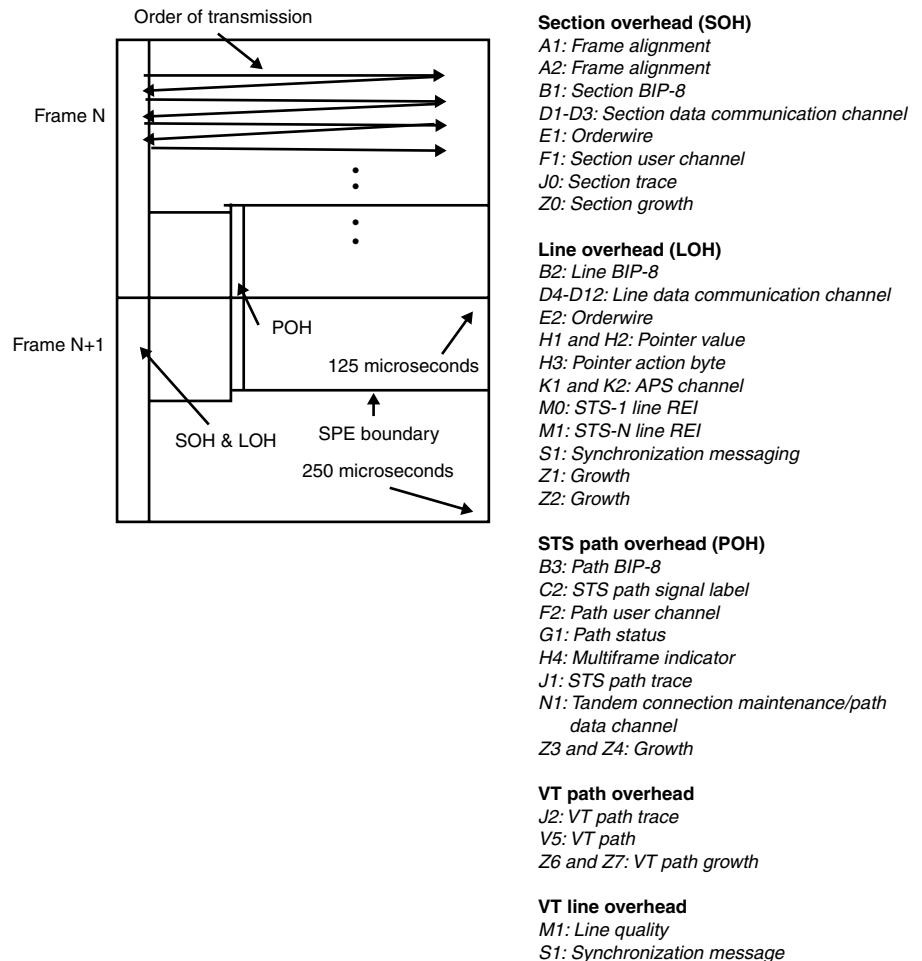 Order of transmission
Frame N
POH
125 microseconds
Frame N+1
SOH & LOH
SPE boundary
250 microseconds
Section overhead (SOH)
A1: Frame alignment
A2: Frame alignment
B1: Section BIP-8
D1-D3: Section data communication channel
E1: Orderwire
F1: Section user channel
J0: Section trace
Z0: Section growth
Line overhead (LOH)
B2: Line BIP-8
D4-D12: Line data communication channel
E2: Orderwire
H1 and H2: Pointer value
H3: Pointer action byte
K1 and K2: APS channel
M0: STS-1 line REI
M1: STS-N line REI
S1: Synchronization messaging
Z1: Growth
Z2: Growth
STS path overhead (POH)
B3: Path BIP-8
C2: STS path signal label
F2: Path user channel
G1: Path status
H4: Multiframe indicator
J1: STS path trace
N1: Tandem connection maintenance/path
data channel
Z3 and Z4: Growth
VT path overhead
J2: VT path trace
V5: VT path
Z6 and Z7: VT path growth
VT line overhead
M1: Line quality
S1: Synchronization message